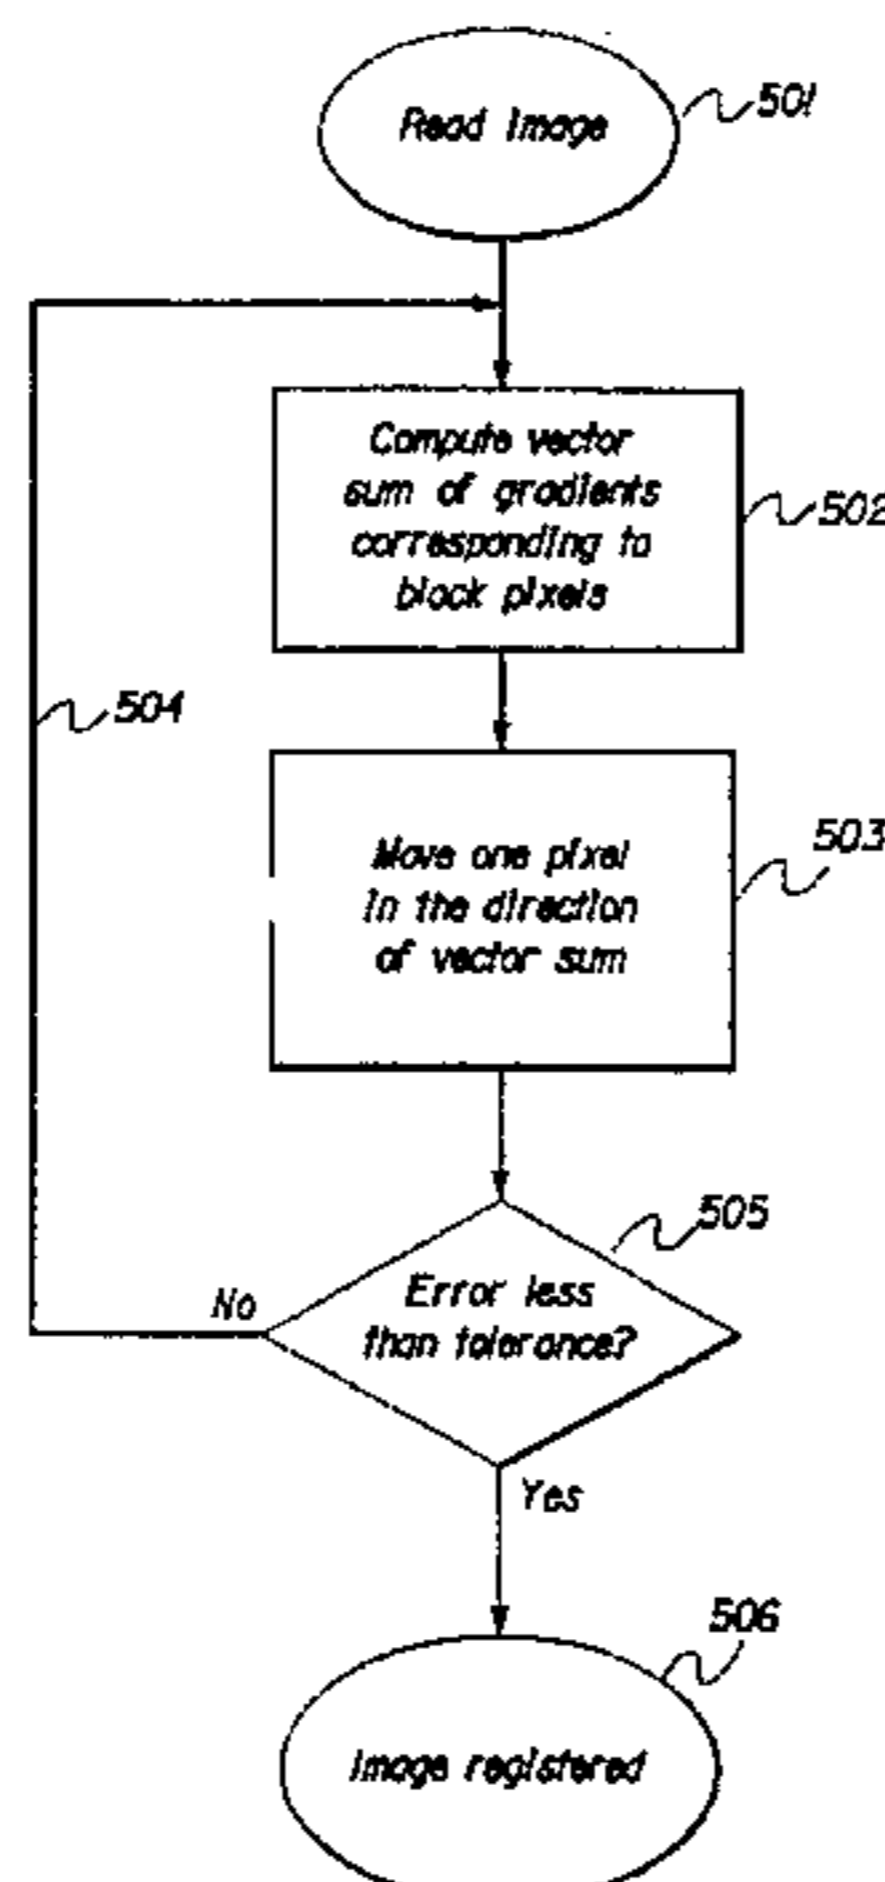 Read Image
501
Compute vector
sum of gradients
corresponding to
block pixels
502
504
Move one pixel
in the direction
of vector sum
503
505
Error less
than tolerance?
No
Yes
506
Image registered